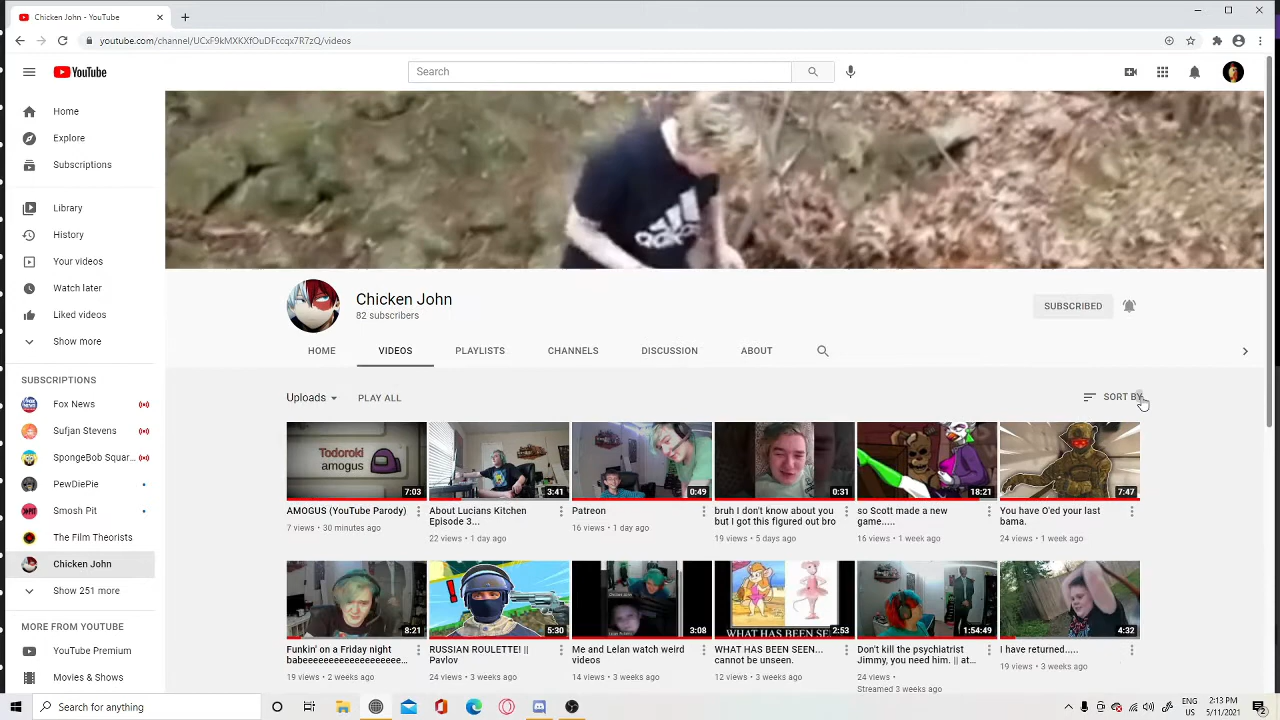 Chicken John - YouTube
youtube.com/channel/UCxF9kMXKXfOuDFccqx7R7zQ/videos
YouTube
Search
Home
Explore
Subscriptions
Library
History
Your videos
Watch later
Liked videos
Show more
SUBSCRIPTIONS
Fox News
Sufjan Stevens
SpongeBob Squar...
PewDiePie
Smosh Pit
The Film Theorists
Chicken John
Show 251 more
MORE FROM YOUTUBE
YouTube Premium
Movies & Shows
adidas
Chicken John
82 subscribers
SUBSCRIBED
HOME VIDEOS PLAYLISTS CHANNELS DISCUSSION ABOUT
Uploads PLAY ALL SORT BY
Todoroki
amogus
7:03
AMOGUS (YouTube Parody)
7 views • 30 minutes ago
3:41
About Lucians Kitchen
Episode 3...
22 views • 1 day ago
0:49
Patreon
16 views • 1 day ago
0:31
bruh I don't know about you
but I got this figured out bro
19 views • 5 days ago
18:21
so Scott made a new
game.....
16 views • 1 week ago
7:47
You have O'ed your last
bama.
24 views • 1 week ago
8:21
Funkin' on a Friday night
babeeeeeeeeeeeeeeeeeee...
19 views • 2 weeks ago
5:30
RUSSIAN ROULETTE! ||
Pavlov
24 views • 3 weeks ago
3:08
Me and Lelan watch weird
videos
14 views • 3 weeks ago
WHAT HAS BEEN SE
2:53
WHAT HAS BEEN SEEN...
cannot be unseen.
12 views • 3 weeks ago
1:54:49
Don't kill the psychiatrist
Jimmy, you need him. || at...
24 views •
Streamed 3 weeks ago
4:32
I have returned.....
19 views • 3 weeks ago
Search for anything
ENG
US
2:13 PM
5/11/2021
2